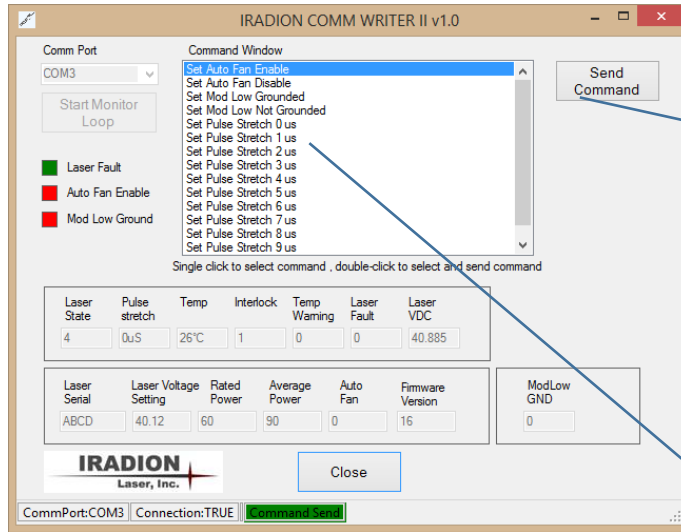 IRADION COMM WRITER II v1.0
Comm Port
COM3
Start Monitor
Loop
Laser Fault
Auto Fan Enable
Mod Low Ground
Command Window
Set Auto Fan Enable
Set Auto Fan Disable
Set Mod Low Grounded
Set Mod Low Not Grounded
Set Pulse Stretch 0 us
Set Pulse Stretch 1 us
Set Pulse Stretch 2 us
Set Pulse Stretch 3 us
Set Pulse Stretch 4 us
Set Pulse Stretch 5 us
Set Pulse Stretch 6 us
Set Pulse Stretch 7 us
Set Pulse Stretch 8 us
Set Pulse Stretch 9 us
Send
Command
Single click to select command , double-click to select and send command
Laser State Pulse stretch Temp Interlock Temp Warning Laser Fault Laser VDC
4 0uS 26°C 1 0 0 40.885
Laser Serial Laser Voltage Setting Rated Power Average Power Auto Fan Firmware Version
ABCD 40.12 60 90 0 16
ModLow
GND
0
IRADION
Laser, Inc.
Close
CommPort:COM3 Connection:TRUE Command Send